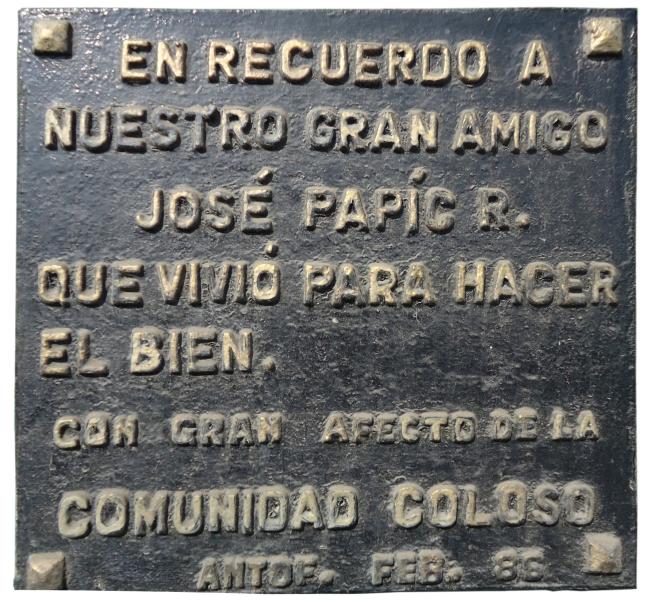 EN RECUERDO A
NUESTRO GRAN AMIGO
JOSÉ PAPÍC R.
QUE VIVIÓ PARA HACER
EL BIEN.
CON GRAN AFECTO DE LA
COMUNIDAD COLOSO
ANTOF. FEB. 86